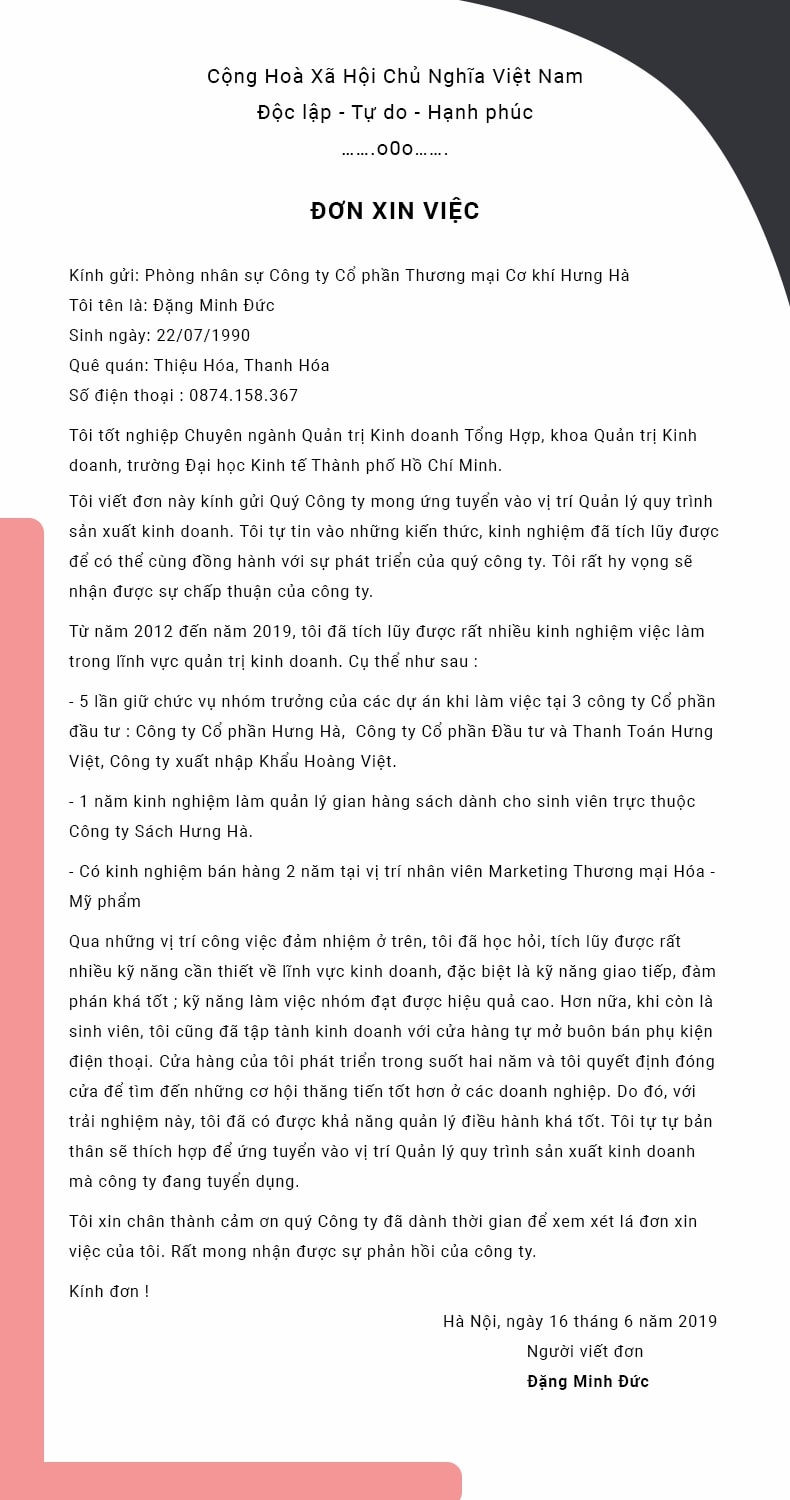 Cộng Hoà Xã Hội Chủ Nghĩa Việt Nam
Độc lập - Tự do - Hạnh phúc
…….o0o…….
ĐƠN XIN VIỆC
Kính gửi: Phòng nhân sự Công ty Cổ phần Thương mại Cơ khí Hưng Hà
Tôi tên là: Đặng Minh Đức
Sinh ngày: 22/07/1990
Quê quán: Thiệu Hóa, Thanh Hóa
Số điện thoại : 0874.158.367
Tôi tốt nghiệp Chuyên ngành Quản trị Kinh doanh Tổng Hợp, khoa Quản trị Kinh
doanh, trường Đại học Kinh tế Thành phố Hồ Chí Minh.
Tôi viết đơn này kính gửi Quý Công ty mong ứng tuyển vào vị trí Quản lý quy trình
sản xuất kinh doanh. Tôi tự tin vào những kiến thức, kinh nghiệm đã tích lũy được
để có thể cùng đồng hành với sự phát triển của quý công ty. Tôi rất hy vọng sẽ
nhận được sự chấp thuận của công ty.
Từ năm 2012 đến năm 2019, tôi đã tích lũy được rất nhiều kinh nghiệm việc làm
trong lĩnh vực quản trị kinh doanh. Cụ thể như sau :
- 5 lần giữ chức vụ nhóm trưởng của các dự án khi làm việc tại 3 công ty Cổ phần
đầu tư : Công ty Cổ phần Hưng Hà,  Công ty Cổ phần Đầu tư và Thanh Toán Hưng
Việt, Công ty xuất nhập Khẩu Hoàng Việt.
- 1 năm kinh nghiệm làm quản lý gian hàng sách dành cho sinh viên trực thuộc
Công ty Sách Hưng Hà.
- Có kinh nghiệm bán hàng 2 năm tại vị trí nhân viên Marketing Thương mại Hóa -
Mỹ phẩm
Qua những vị trí công việc đảm nhiệm ở trên, tôi đã học hỏi, tích lũy được rất
nhiều kỹ năng cần thiết về lĩnh vực kinh doanh, đặc biệt là kỹ năng giao tiếp, đàm
phán khá tốt ; kỹ năng làm việc nhóm đạt được hiệu quả cao. Hơn nữa, khi còn là
sinh viên, tôi cũng đã tập tành kinh doanh với cửa hàng tự mở buôn bán phụ kiện
điện thoại. Cửa hàng của tôi phát triển trong suốt hai năm và tôi quyết định đóng
cửa để tìm đến những cơ hội thăng tiến tốt hơn ở các doanh nghiệp. Do đó, với
trải nghiệm này, tôi đã có được khả năng quản lý điều hành khá tốt. Tôi tự tự bản
thân sẽ thích hợp để ứng tuyển vào vị trí Quản lý quy trình sản xuất kinh doanh
mà công ty đang tuyển dụng.
Tôi xin chân thành cảm ơn quý Công ty đã dành thời gian để xem xét lá đơn xin
việc của tôi. Rất mong nhận được sự phản hồi của công ty.
Kính đơn !
Hà Nội, ngày 16 tháng 6 năm 2019
Người viết đơn
Đặng Minh Đức